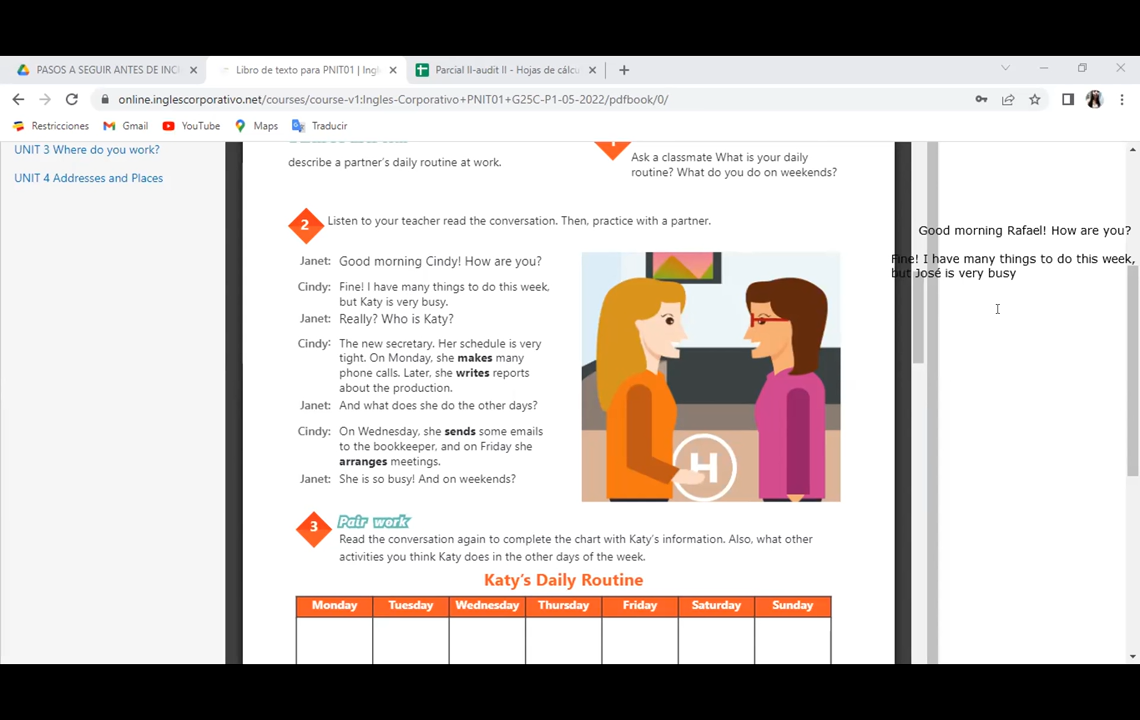 PASOS A SEGUIR ANTES DE INCI
Libro de texto para PNIT01 | Ingl
Parcial II-audit II - Hojas de cálcu
online.inglescorporativo.net/courses/course-v1:Ingles-Corporativo+PNIT01+G25C-P1-05-2022/pdfbook/0/
Restricciones Gmail YouTube Maps Traducir
UNIT 3 Where do you work?
UNIT 4 Addresses and Places
describe a partner's daily routine at work.
1
Ask a classmate What is your daily
routine? What do you do on weekends?
2 Listen to your teacher read the conversation. Then, practice with a partner.
Janet: Good morning Cindy! How are you?
Cindy: Fine! I have many things to do this week,
but Katy is very busy.
Janet: Really? Who is Katy?
Cindy: The new secretary. Her schedule is very
tight. On Monday, she makes many
phone calls. Later, she writes reports
about the production.
Janet: And what does she do the other days?
Cindy: On Wednesday, she sends some emails
to the bookkeeper, and on Friday she
arranges meetings.
Janet: She is so busy! And on weekends?
H
Good morning Rafael! How are you?
Fine! I have many things to do this week,
but José is very busy
3 Pair work
Read the conversation again to complete the chart with Katy's information. Also, what other
activities you think Katy does in the other days of the week.
Katy's Daily Routine
Monday Tuesday Wednesday Thursday Friday Saturday Sunday